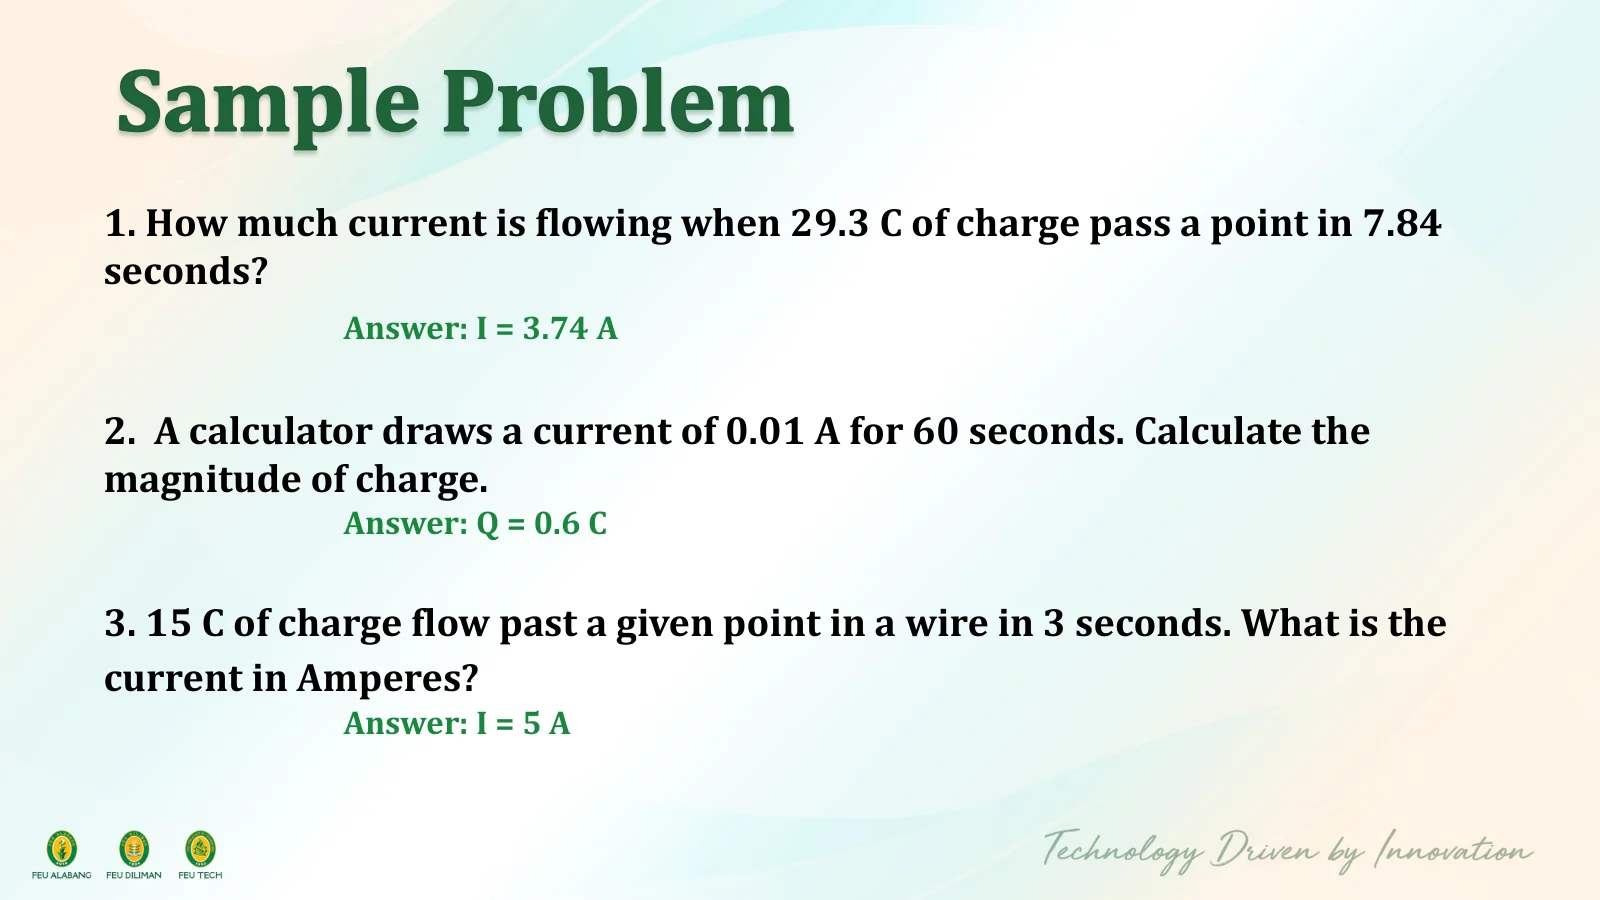 Sample Problem
1. How much current is flowing when 29.3 C of charge pass a point in 7.84
seconds?
Answer: I = 3.74 A
2.  A calculator draws a current of 0.01 A for 60 seconds. Calculate the
magnitude of charge.
Answer: Q = 0.6 C
3. 15 C of charge flow past a given point in a wire in 3 seconds. What is the
current in Amperes?
Answer: I = 5 A
FEU ALABANG FEU DILIMAN FEU TECH
Technology Driven by Innovation